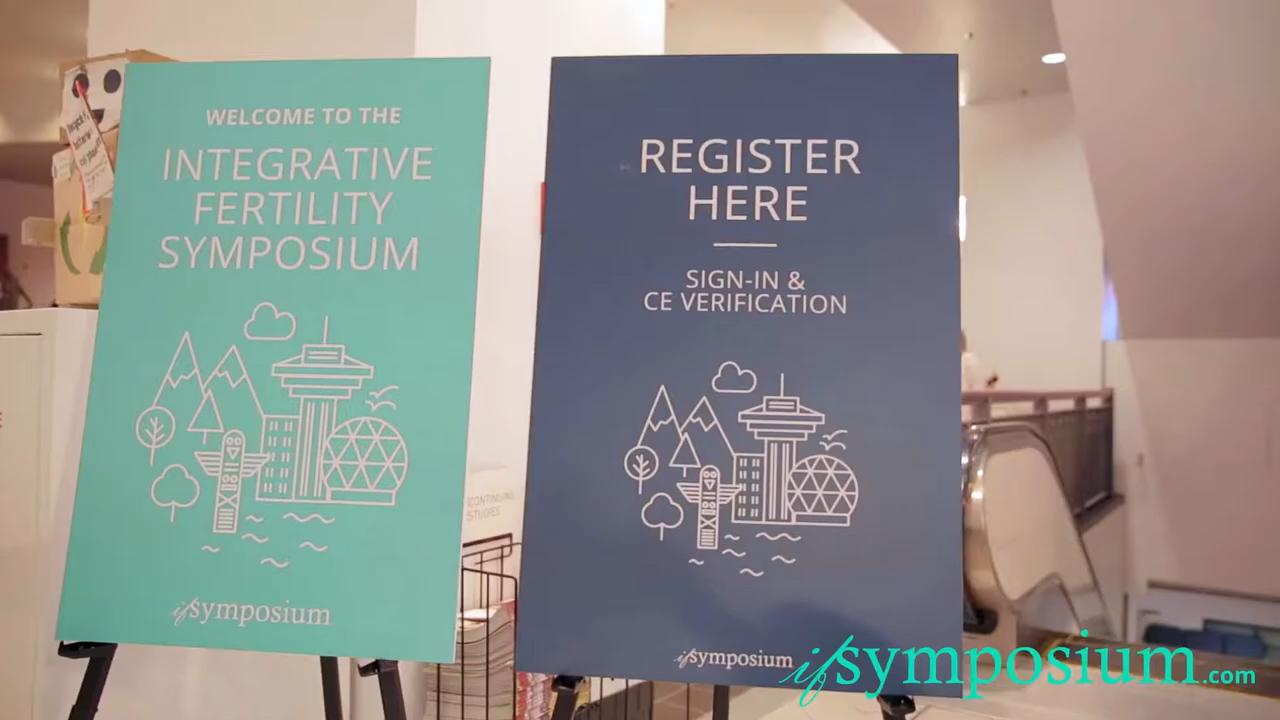 WELCOME TO THE
INTEGRATIVE
FERTILITY
SYMPOSIUM
ifsymposium
REGISTER
HERE
SIGN-IN &
CE VERIFICATION
ifsymposium
CONTINUING
STUDIES
ifsymposium.com